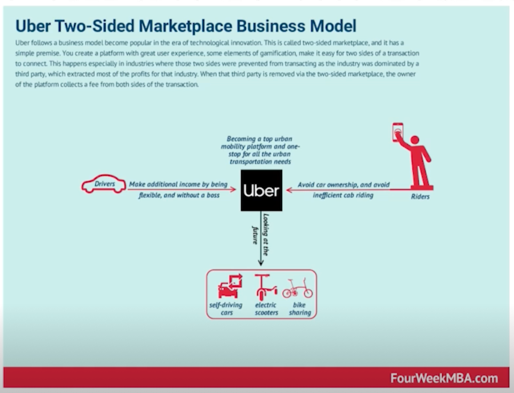 Uber Two-Sided Marketplace Business Model
Uber follows a business model become popular in the era of technological innovation. This is called two-sided marketplace, and it has a
simple premise. You create a platform with great user experience, some elements of gamification, make it easy for two sides of a transaction
to connect. This happens especially in industries where those two sides were prevented from transacting as the industry was dominated by a
third party, which extracted most of the profits for that industry. When that third party is removed via the two-sided marketplace, the owner
of the platform collects a fee from both sides of the transaction.
Becoming a top urban
mobility platform and one-
stop for all the urban
transportation needs
Drivers
Make additional income by being
flexible, and without a boss
Uber
Avoid car ownership, and avoid
inefficient cab riding
Riders
Looking at the
future
self-driving
cars
electric
scooters
bike
sharing
FourWeekMBA.com